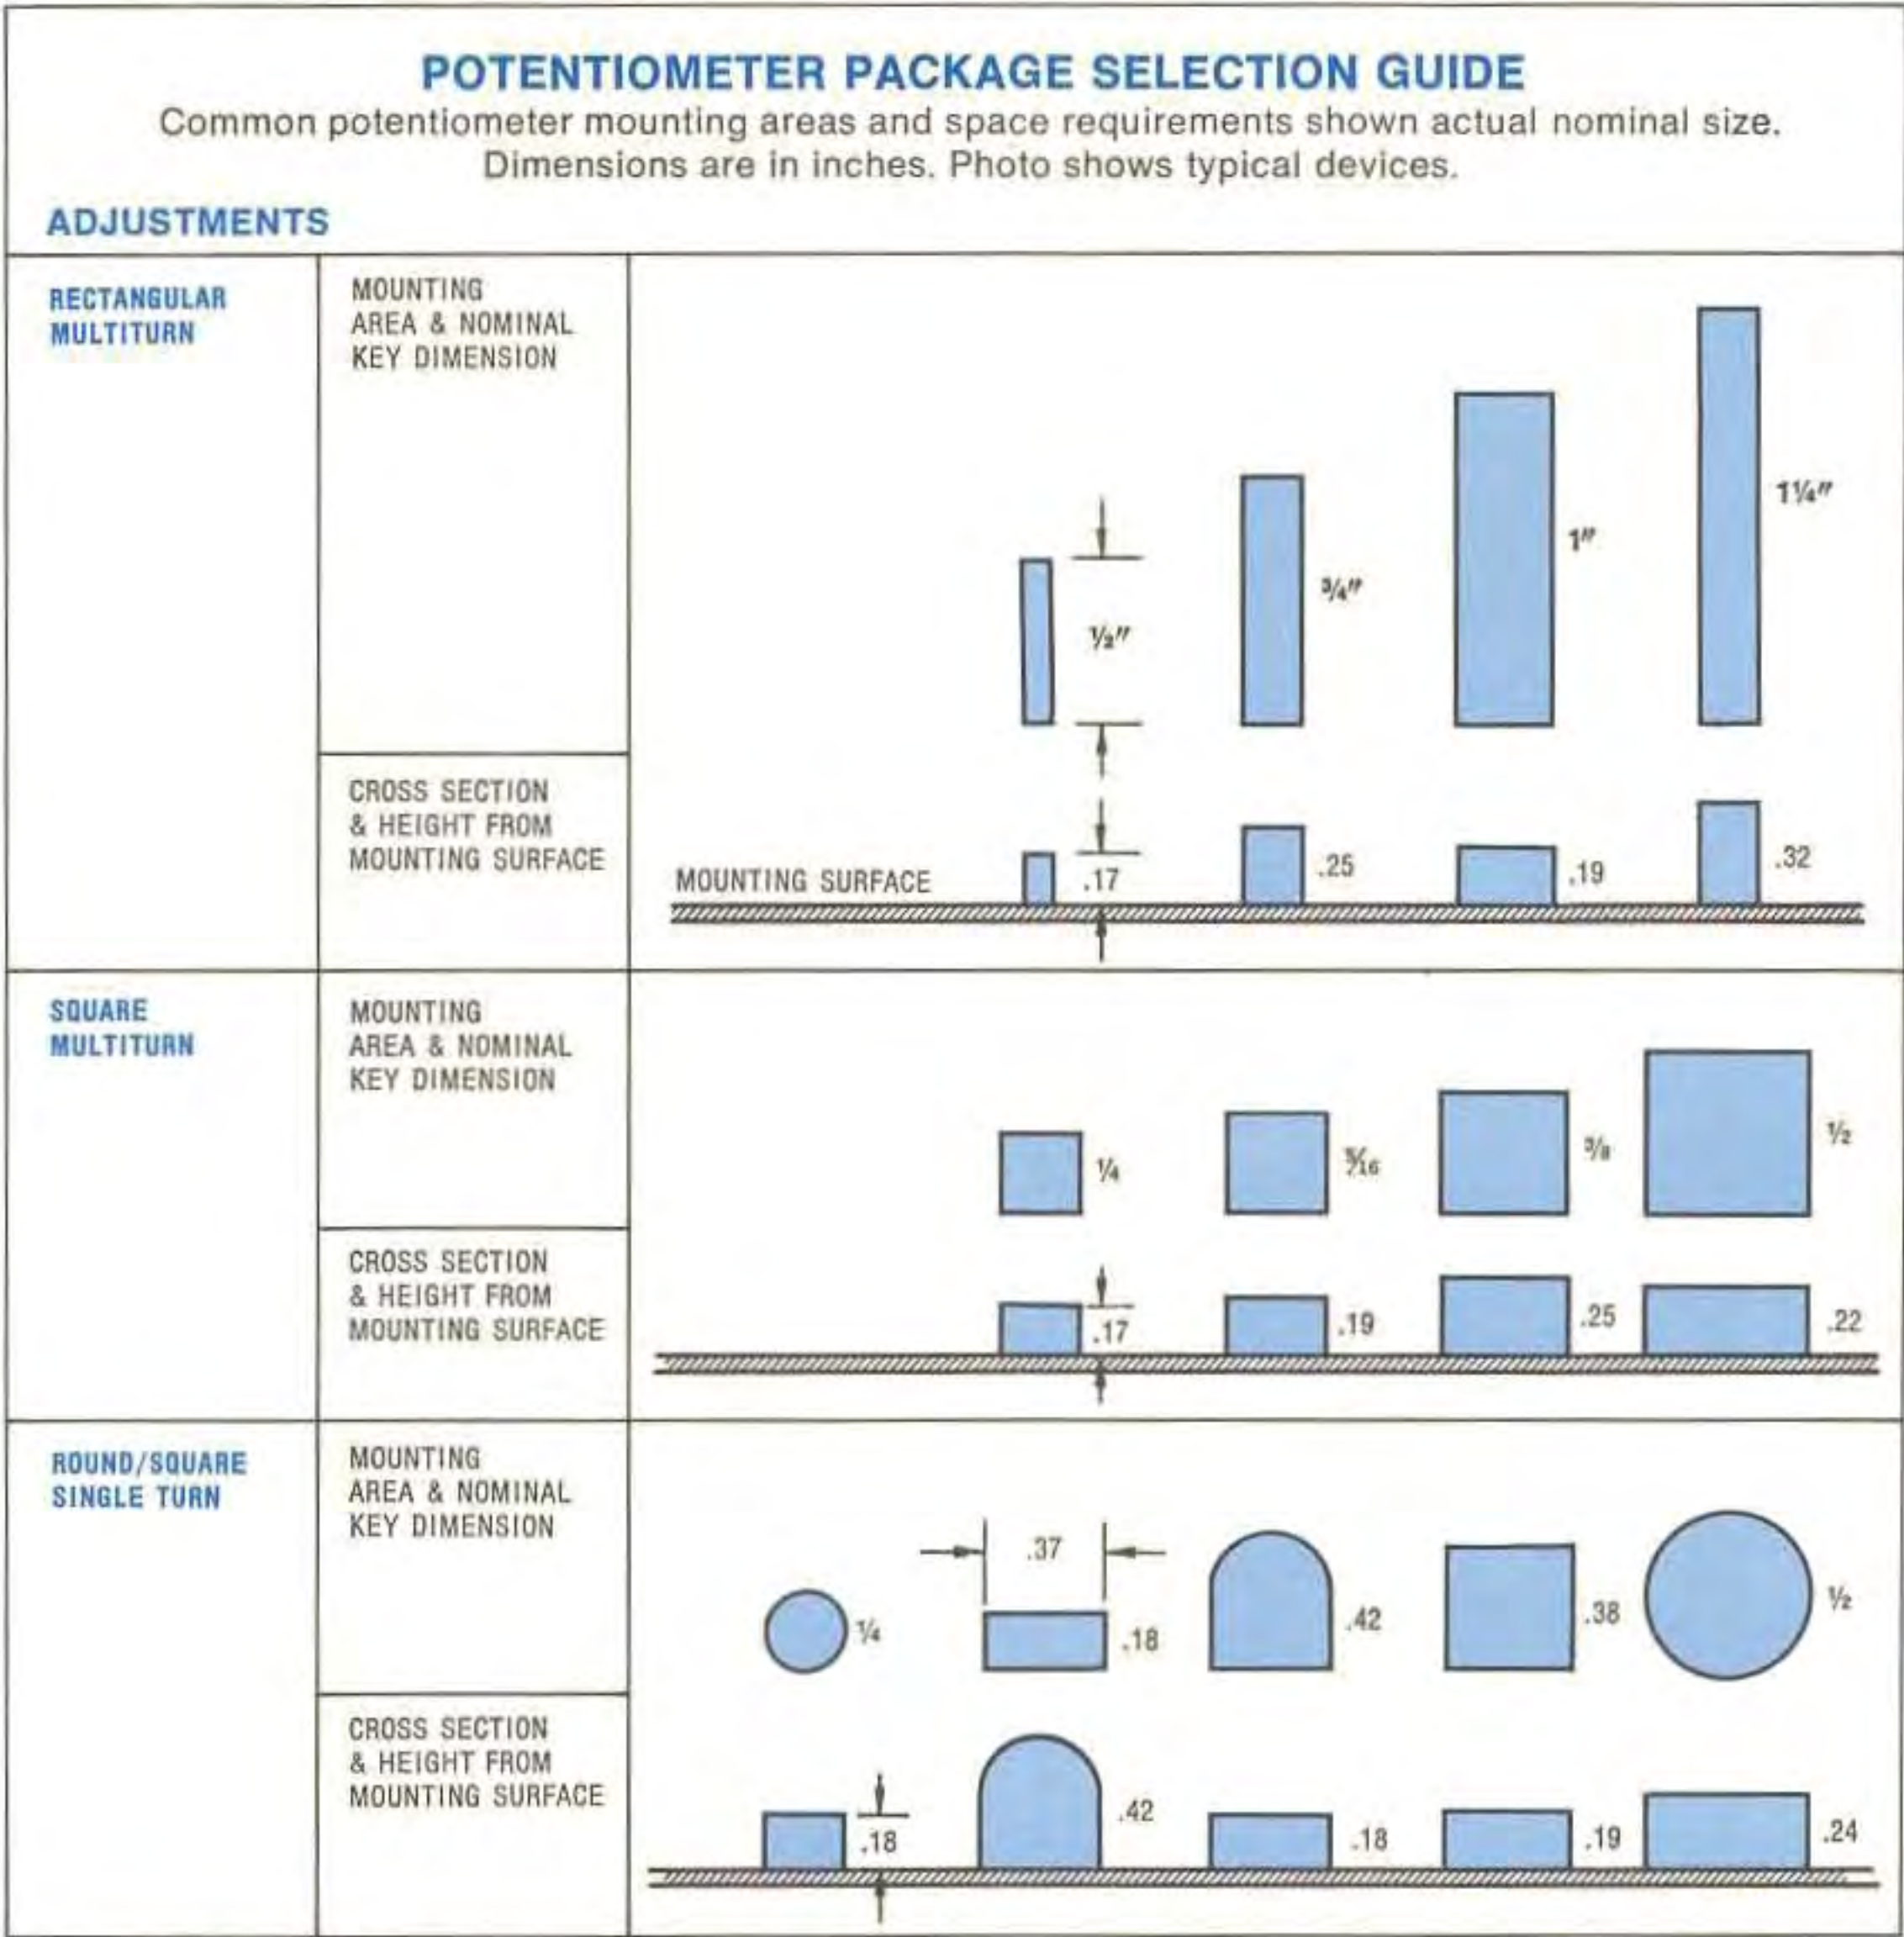 POTENTIOMETER PACKAGE SELECTION GUIDE
Common potentiometer mounting areas and space requirements shown actual nominal size.
Dimensions are in inches. Photo shows typical devices.
ADJUSTMENTS
RECTANGULAR
MULTITURN
MOUNTING
AREA & NOMINAL
KEY DIMENSION
½"
¾"
1"
1¼"
CROSS SECTION
& HEIGHT FROM
MOUNTING SURFACE
MOUNTING SURFACE
.17
.25
.19
.32
SQUARE
MULTITURN
MOUNTING
AREA & NOMINAL
KEY DIMENSION
¼
5/16
⅜
½
CROSS SECTION
& HEIGHT FROM
MOUNTING SURFACE
.17
.19
.25
.22
ROUND/SQUARE
SINGLE TURN
MOUNTING
AREA & NOMINAL
KEY DIMENSION
¼
.37
.18
.42
.38
½
CROSS SECTION
& HEIGHT FROM
MOUNTING SURFACE
.18
.42
.18
.19
.24